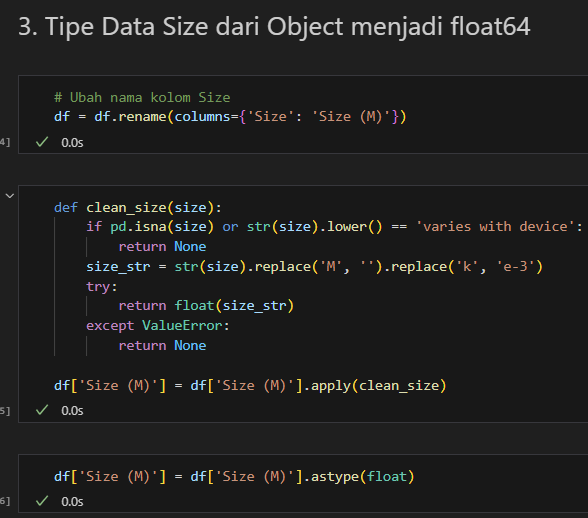 3. Tipe Data Size dari Object menjadi float64
# Ubah nama kolom Size
df = df.rename(columns={'Size': 'Size (M)'})
4]
0.0s
def clean_size(size):
    if pd.isna(size) or str(size).lower() == 'varies with device':
        return None
    size_str = str(size).replace('M', '').replace('k', 'e-3')
    try:
        return float(size_str)
    except ValueError:
        return None
df['Size (M)'] = df['Size (M)'].apply(clean_size)
5]
0.0s
df['Size (M)'] = df['Size (M)'].astype(float)
6]
0.0s